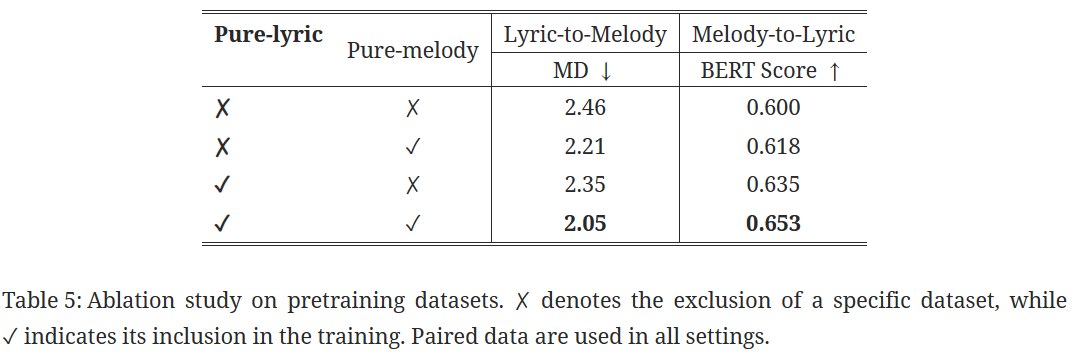 Pure-lyric Pure-melody Lyric-to-Melody Melody-to-Lyric
MD ↓ BERT Score ↑
✗ ✗ 2.46 0.600
✗ ✓ 2.21 0.618
✓ ✗ 2.35 0.635
✓ ✓ 2.05 0.653
Table 5: Ablation study on pretraining datasets. ✗ denotes the exclusion of a specific dataset, while
✓ indicates its inclusion in the training. Paired data are used in all settings.